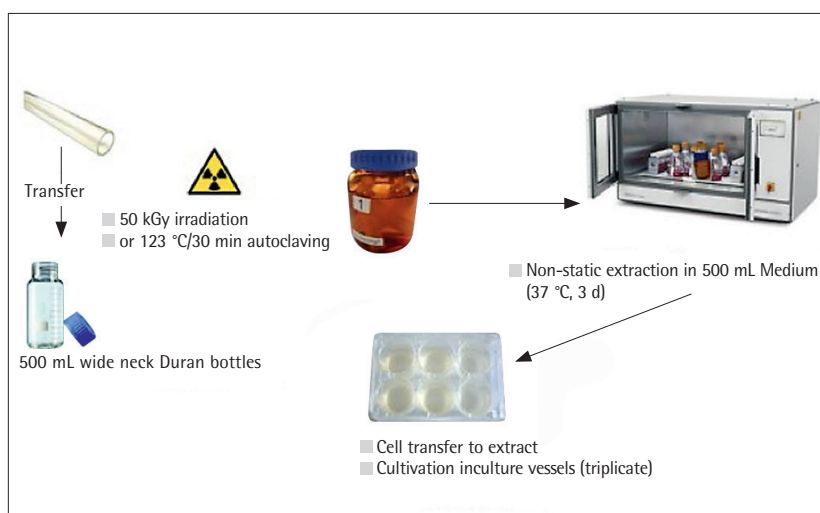 Transfer
50 kGy irradiation
or 123 °C/30 min autoclaving
500 mL wide neck Duran bottles
1
Non-static extraction in 500 mL Medium
(37 °C, 3 d)
Cell transfer to extract
Cultivation inculture vessels (triplicate)